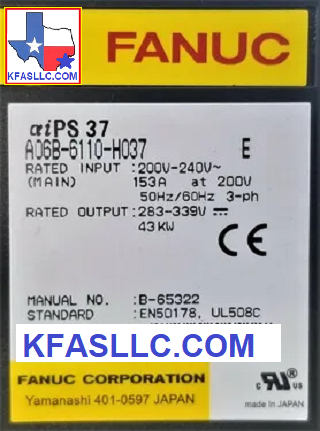 KFASLLC.COM
FANUC
αiPS 37
A06B-6110-H037 E
RATED INPUT :200V-240V~
(MAIN) 153A at 200V
50Hz/60Hz 3-ph
RATED OUTPUT :283-339V⎓
43KW
CE
MANUAL NO. :B-65322
STANDARD :EN50178, UL508C
KFASLLC.COM
FANUC CORPORATION
Yamanashi 401-0597 JAPAN
c RU us
MADE IN JAPAN